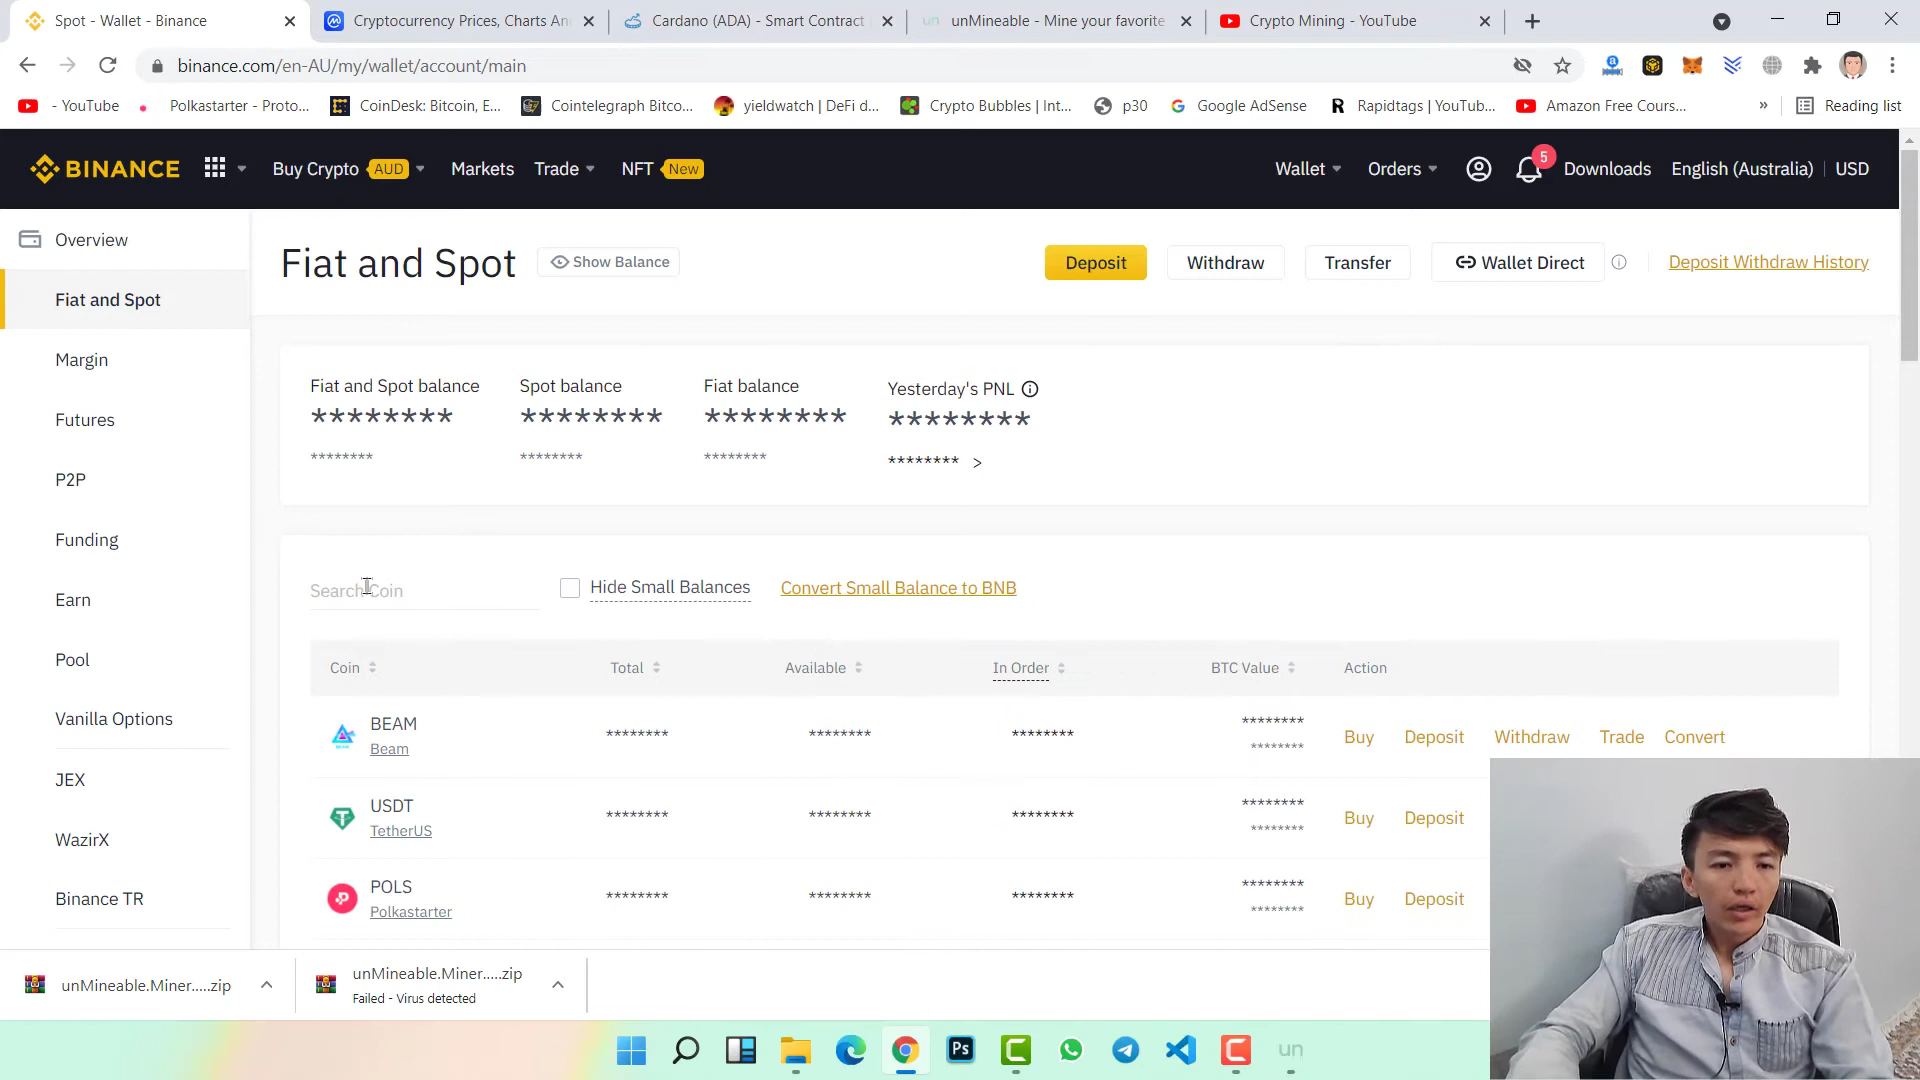 Spot - Wallet - Binance
Cryptocurrency Prices, Charts An
Cardano (ADA) - Smart Contract
unMineable - Mine your favorite
Crypto Mining - YouTube
binance.com/en-AU/my/wallet/account/main
- YouTube
Polkastarter - Proto...
CoinDesk: Bitcoin, E...
Cointelegraph Bitco...
yieldwatch | DeFi d...
Crypto Bubbles | Int...
p30
Google AdSense
Rapidtags | YouTub...
Amazon Free Cours...
»
Reading list
BINANCE
Buy Crypto AUD
Markets
Trade
NFT New
Wallet
Orders
5
Downloads
English (Australia)
USD
Overview
Fiat and Spot
Margin
Futures
P2P
Funding
Earn
Pool
Vanilla Options
JEX
WazirX
Binance TR
Fiat and Spot
Show Balance
Deposit
Withdraw
Transfer
Wallet Direct
Deposit Withdraw History
Fiat and Spot balance
Spot balance
Fiat balance
Yesterday's PNL
******** ******** ******** ********
******** ******** ******** ******** >
Search Coin
Hide Small Balances
Convert Small Balance to BNB
Coin Total Available In Order BTC Value Action
BEAM
Beam
******** ******** ******** ********
********
Buy Deposit Withdraw Trade Convert
USDT
TetherUS
******** ******** ******** ********
********
Buy Deposit
POLS
Polkastarter
******** ******** ******** ********
********
Buy Deposit
unMineable.Miner.....zip
unMineable.Miner.....zip
Failed - Virus detected
Ps
un